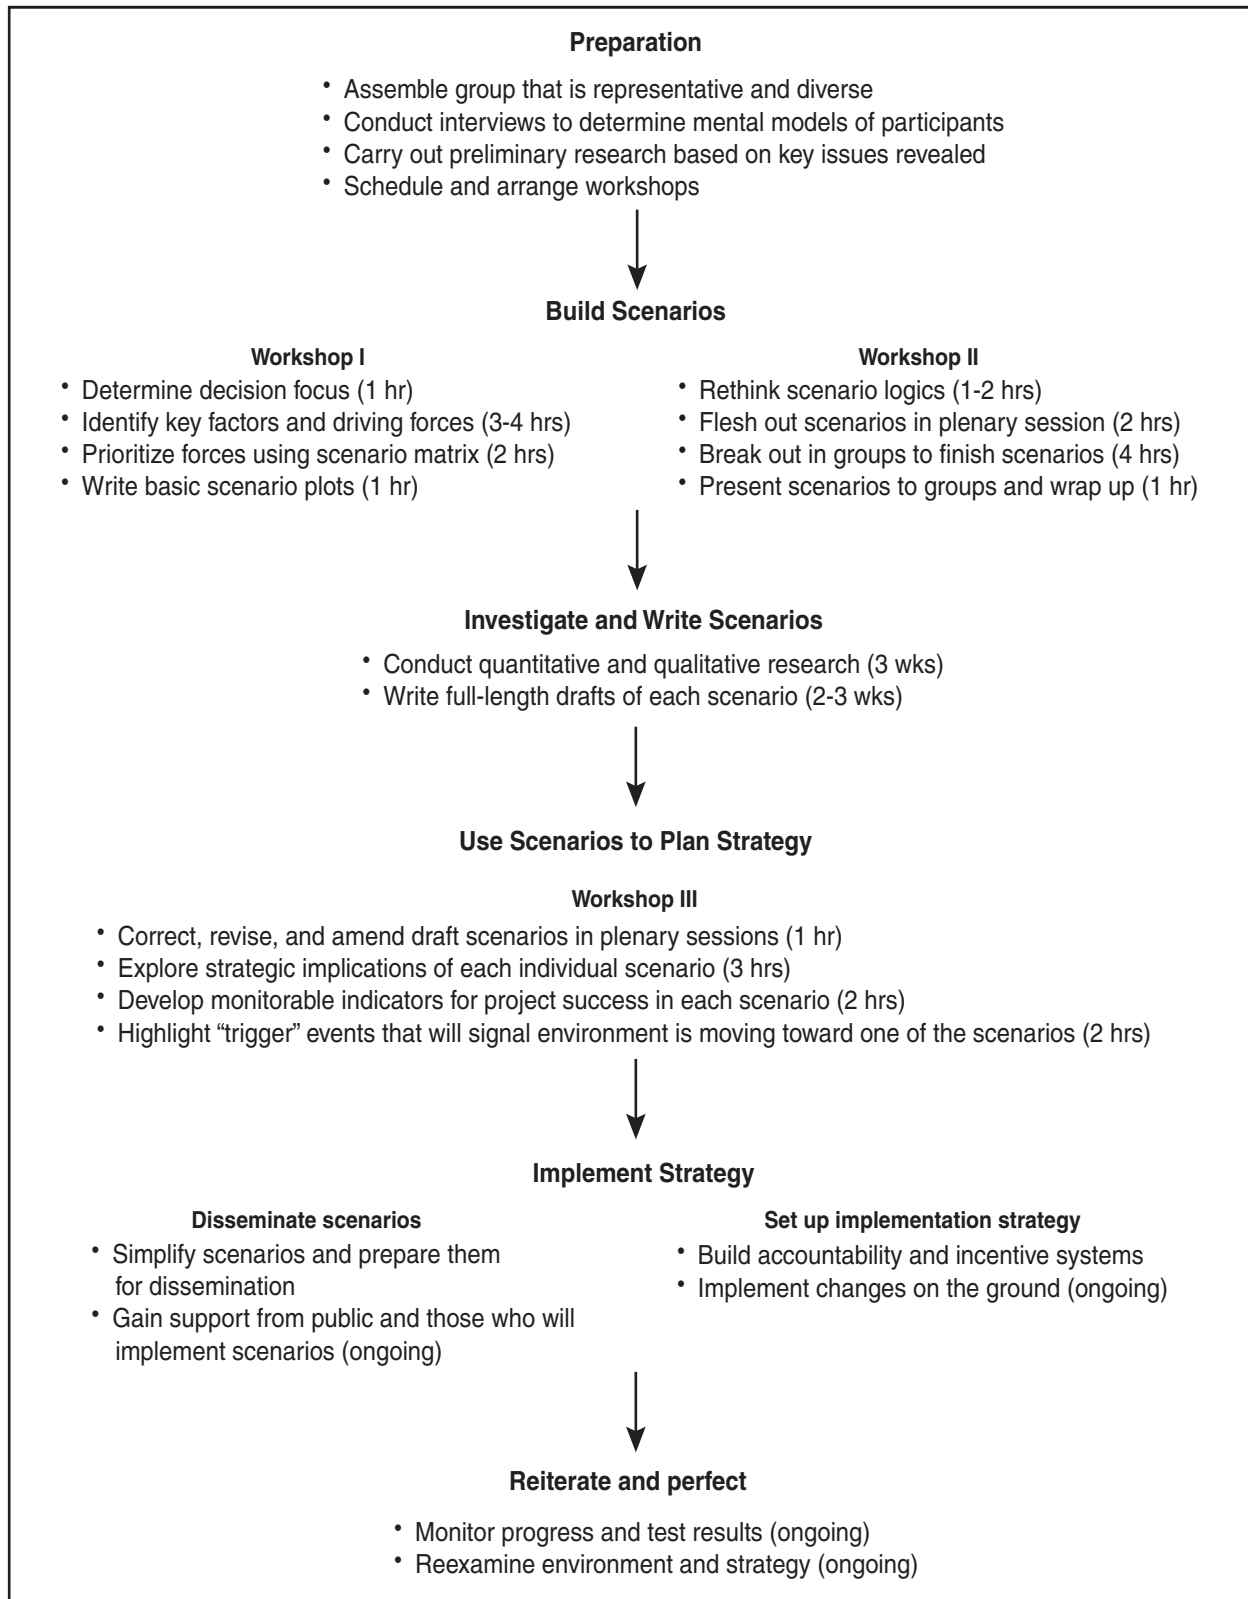 Preparation
• Assemble group that is representative and diverse
• Conduct interviews to determine mental models of participants
• Carry out preliminary research based on key issues revealed
• Schedule and arrange workshops
Build Scenarios
Workshop I
• Determine decision focus (1 hr)
• Identify key factors and driving forces (3-4 hrs)
• Prioritize forces using scenario matrix (2 hrs)
• Write basic scenario plots (1 hr)
Workshop II
• Rethink scenario logics (1-2 hrs)
• Flesh out scenarios in plenary session (2 hrs)
• Break out in groups to finish scenarios (4 hrs)
• Present scenarios to groups and wrap up (1 hr)
Investigate and Write Scenarios
• Conduct quantitative and qualitative research (3 wks)
• Write full-length drafts of each scenario (2-3 wks)
Use Scenarios to Plan Strategy
Workshop III
• Correct, revise, and amend draft scenarios in plenary sessions (1 hr)
• Explore strategic implications of each individual scenario (3 hrs)
• Develop monitorable indicators for project success in each scenario (2 hrs)
• Highlight “trigger” events that will signal environment is moving toward one of the scenarios (2 hrs)
Implement Strategy
Disseminate scenarios
• Simplify scenarios and prepare them
for dissemination
• Gain support from public and those who will
implement scenarios (ongoing)
Set up implementation strategy
• Build accountability and incentive systems
• Implement changes on the ground (ongoing)
Reiterate and perfect
• Monitor progress and test results (ongoing)
• Reexamine environment and strategy (ongoing)